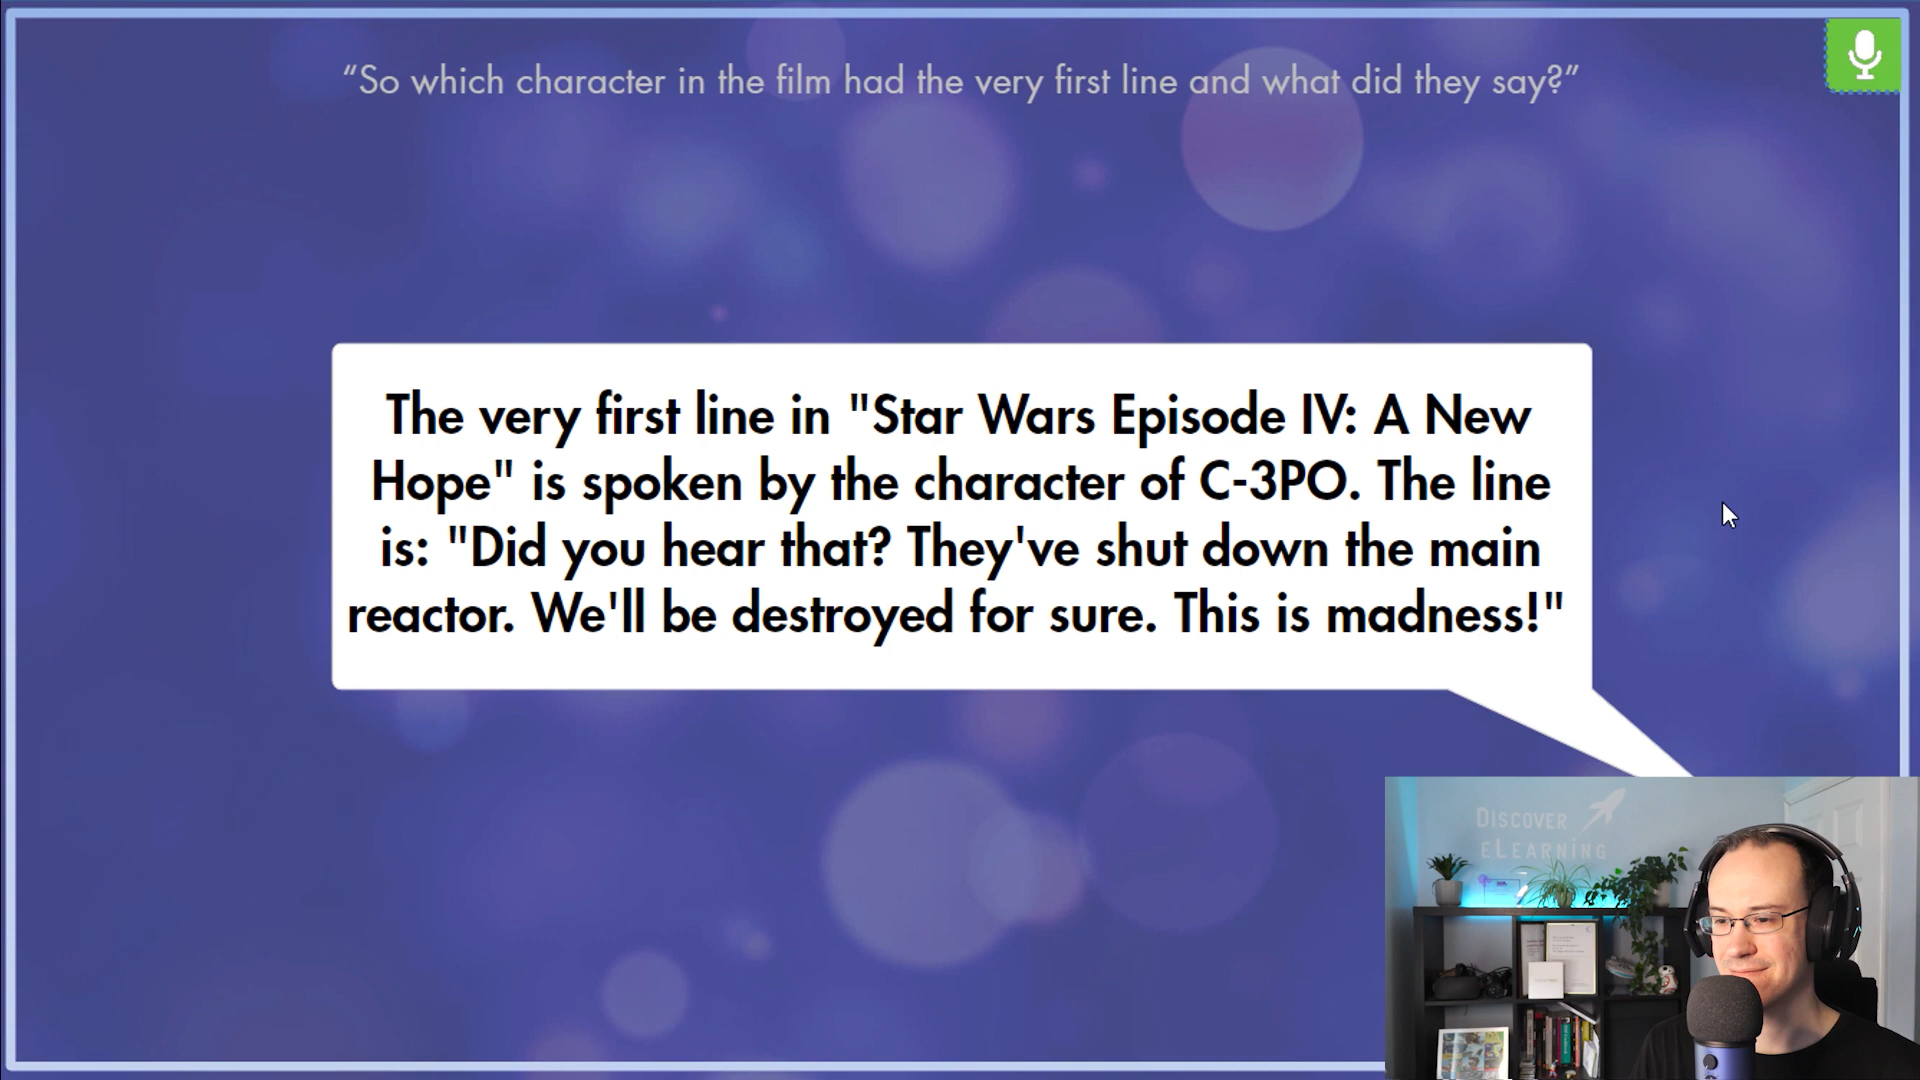 “So which character in the film had the very first line and what did they say?”
The very first line in "Star Wars Episode IV: A New
Hope" is spoken by the character of C-3PO. The line
is: "Did you hear that? They've shut down the main
reactor. We'll be destroyed for sure. This is madness!"
DISCOVER
eLEARNING